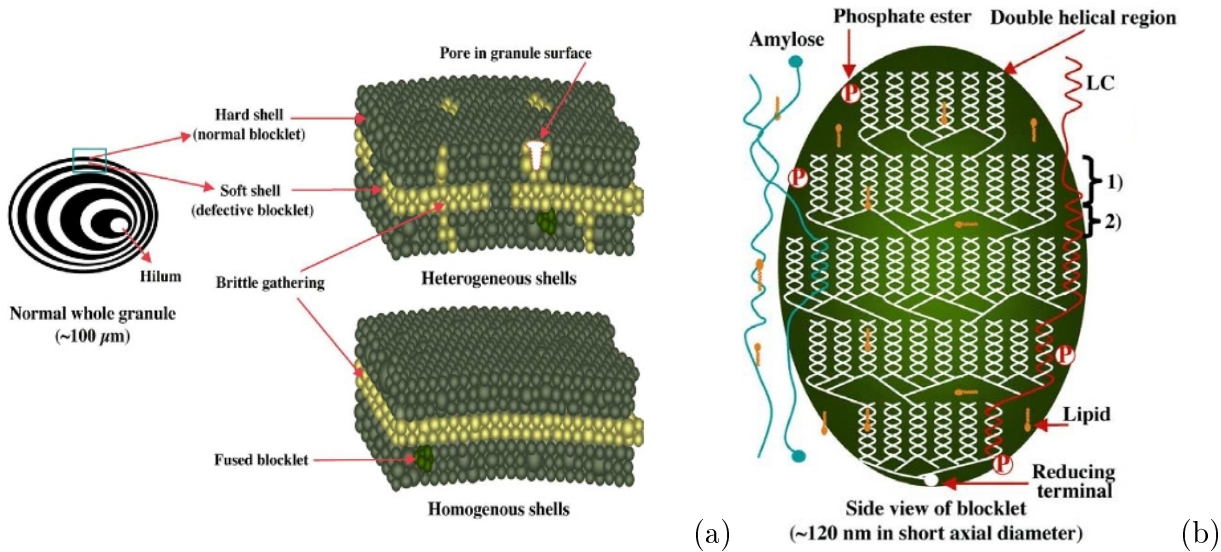 Pore in granule surface
Hard shell
(normal blocklet)
Soft shell
(defective blocklet)
Hilum
Brittle gathering
Heterogeneous shells
Normal whole granule
(~100 µm)
Fused blocklet
Homogenous shells
(a)
Phosphate ester
Double helical region
Amylose
P
LC
P
1)
2)
P
Lipid
P
Reducing
terminal
Side view of blocklet
(~120 nm in short axial diameter)
(b)